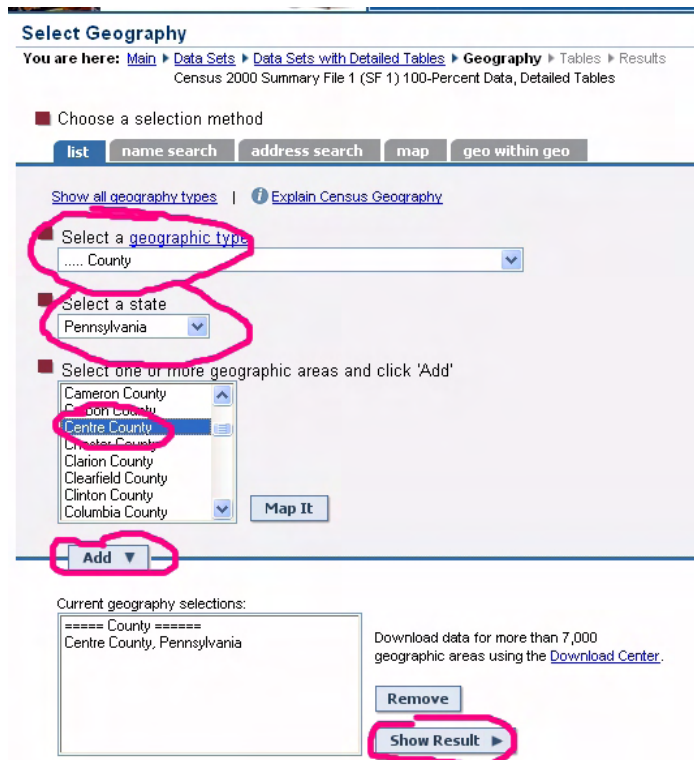 Select Geography
You are here: Main ▶ Data Sets ▶ Data Sets with Detailed Tables ▶ Geography ▶ Tables ▶ Results
Census 2000 Summary File 1 (SF 1) 100-Percent Data, Detailed Tables
Choose a selection method
list name search address search map geo within geo
Show all geography types | Explain Census Geography
Select a geographic type
..... County
Select a state
Pennsylvania
Select one or more geographic areas and click 'Add'
Cameron County
Carbon County
Centre County
Chester County
Clarion County
Clearfield County
Clinton County
Columbia County
Map It
Add ▼
Current geography selections:
===== County ======
Centre County, Pennsylvania
Download data for more than 7,000
geographic areas using the Download Center.
Remove
Show Result ▶